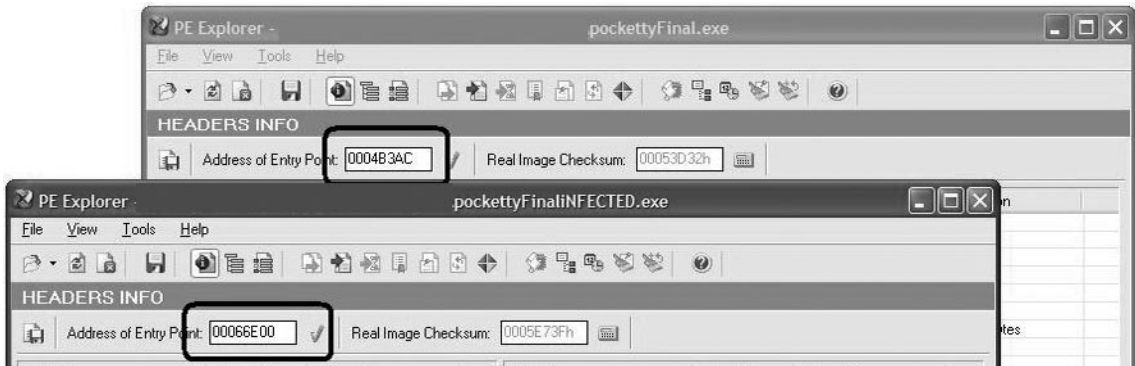 PE Explorer - pockettyFinal.exe
File View Tools Help
HEADERS INFO
Address of Entry Point: 0004B3AC Real Image Checksum: 00053D32h
PE Explorer - pockettyFinaliNFECTED.exe
File View Tools Help
HEADERS INFO
Address of Entry Point: 00066E00 Real Image Checksum: 0005E73Fh